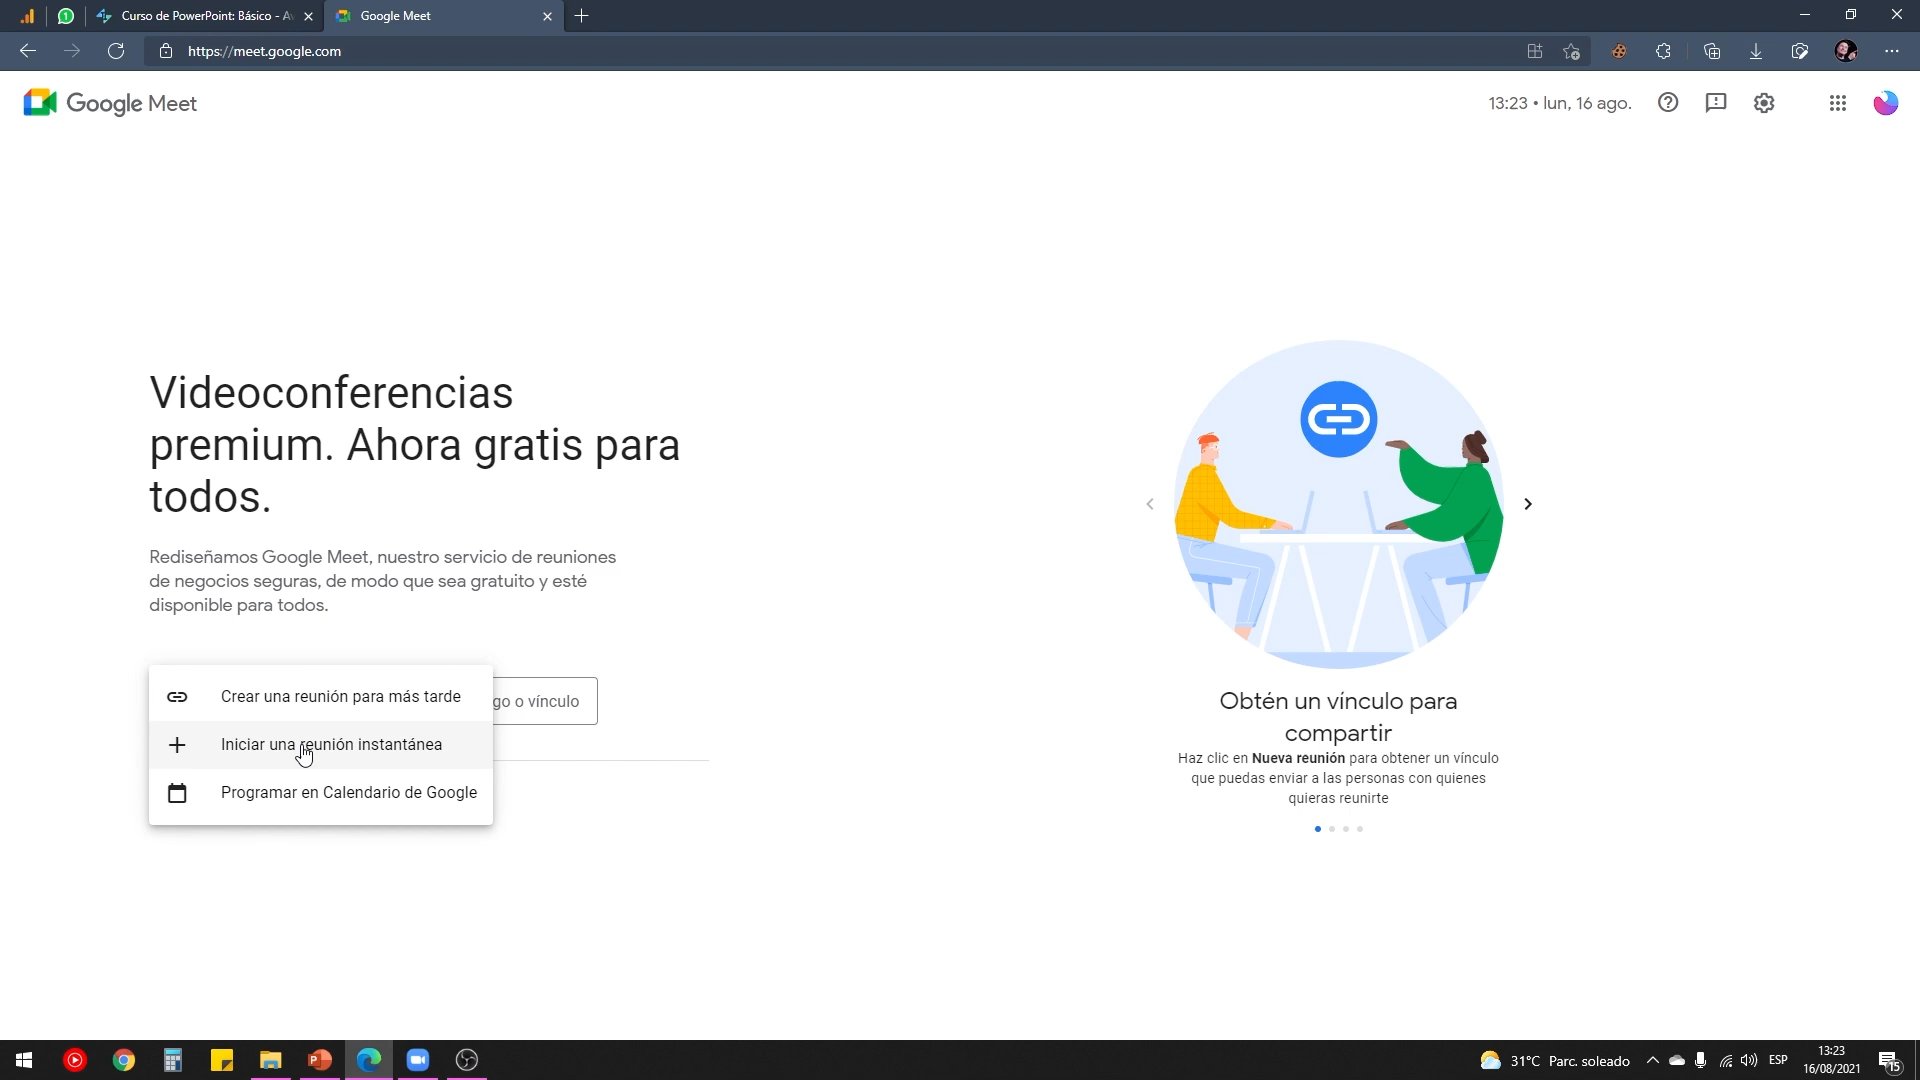 Curso de PowerPoint: Básico - A
Google Meet
https://meet.google.com
Google Meet
13:23 • lun, 16 ago.
Videoconferencias
premium. Ahora gratis para
todos.
Rediseñamos Google Meet, nuestro servicio de reuniones
de negocios seguras, de modo que sea gratuito y esté
disponible para todos.
Crear una reunión para más tarde
go o vínculo
Iniciar una reunión instantánea
Programar en Calendario de Google
Obtén un vínculo para
compartir
Haz clic en Nueva reunión para obtener un vínculo
que puedas enviar a las personas con quienes
quieras reunirte
31°C Parc. soleado
ESP
13:23
16/08/2021
15